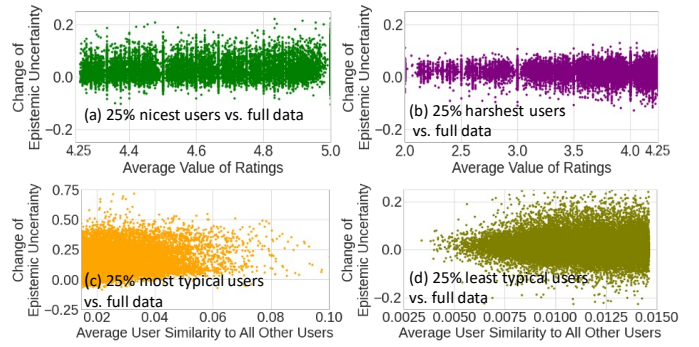 Change of
Epistemic Uncertainty
0.2
0.0
−0.2
(a) 25% nicest users vs. full data
4.25 4.4 4.6 4.8 5.0
Average Value of Ratings
Change of
Epistemic Uncertainty
0.2
0.0
−0.2
(b) 25% harshest users
vs. full data
2.0 2.5 3.0 3.5 4.0 4.25
Average Value of Ratings
Change of
Epistemic Uncertainty
0.75
0.50
0.25
0.00
−0.25
(c) 25% most typical users
vs. full data
0.02 0.04 0.06 0.08 0.10
Average User Similarity to All Other Users
Change of
Epistemic Uncertainty
0.2
0.0
−0.2
(d) 25% least typical users
vs. full data
0.0025 0.0050 0.0075 0.0100 0.0125 0.0150
Average User Similarity to All Other Users